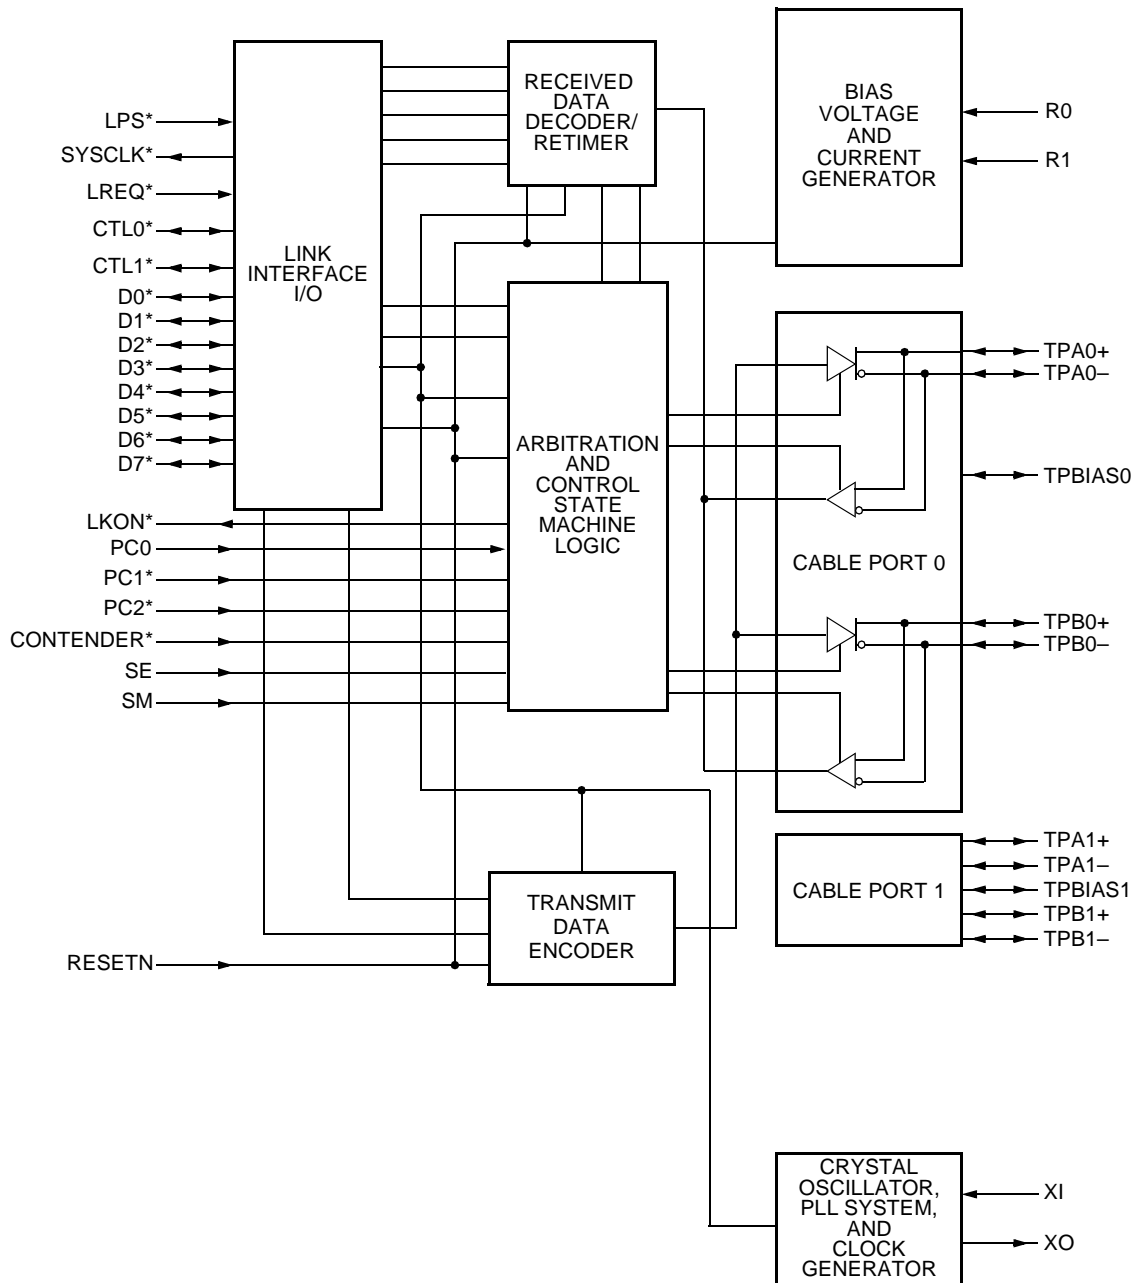 LPS*
SYSCLK*
LREQ*
CTL0*
CTL1*
D0*
D1*
D2*
D3*
D4*
D5*
D6*
D7*
LKON*
PC0
PC1*
PC2*
CONTENDER*
SE
SM
RESETN
LINK
INTERFACE
I/O
RECEIVED
DATA
DECODER/
RETIMER
ARBITRATION
AND
CONTROL
STATE
MACHINE
LOGIC
TRANSMIT
DATA
ENCODER
BIAS
VOLTAGE
AND
CURRENT
GENERATOR
R0
R1
CABLE PORT 0
TPA0+
TPA0–
TPBIAS0
TPB0+
TPB0–
CABLE PORT 1
TPA1+
TPA1–
TPBIAS1
TPB1+
TPB1–
CRYSTAL
OSCILLATOR,
PLL SYSTEM,
AND
CLOCK
GENERATOR
XI
XO